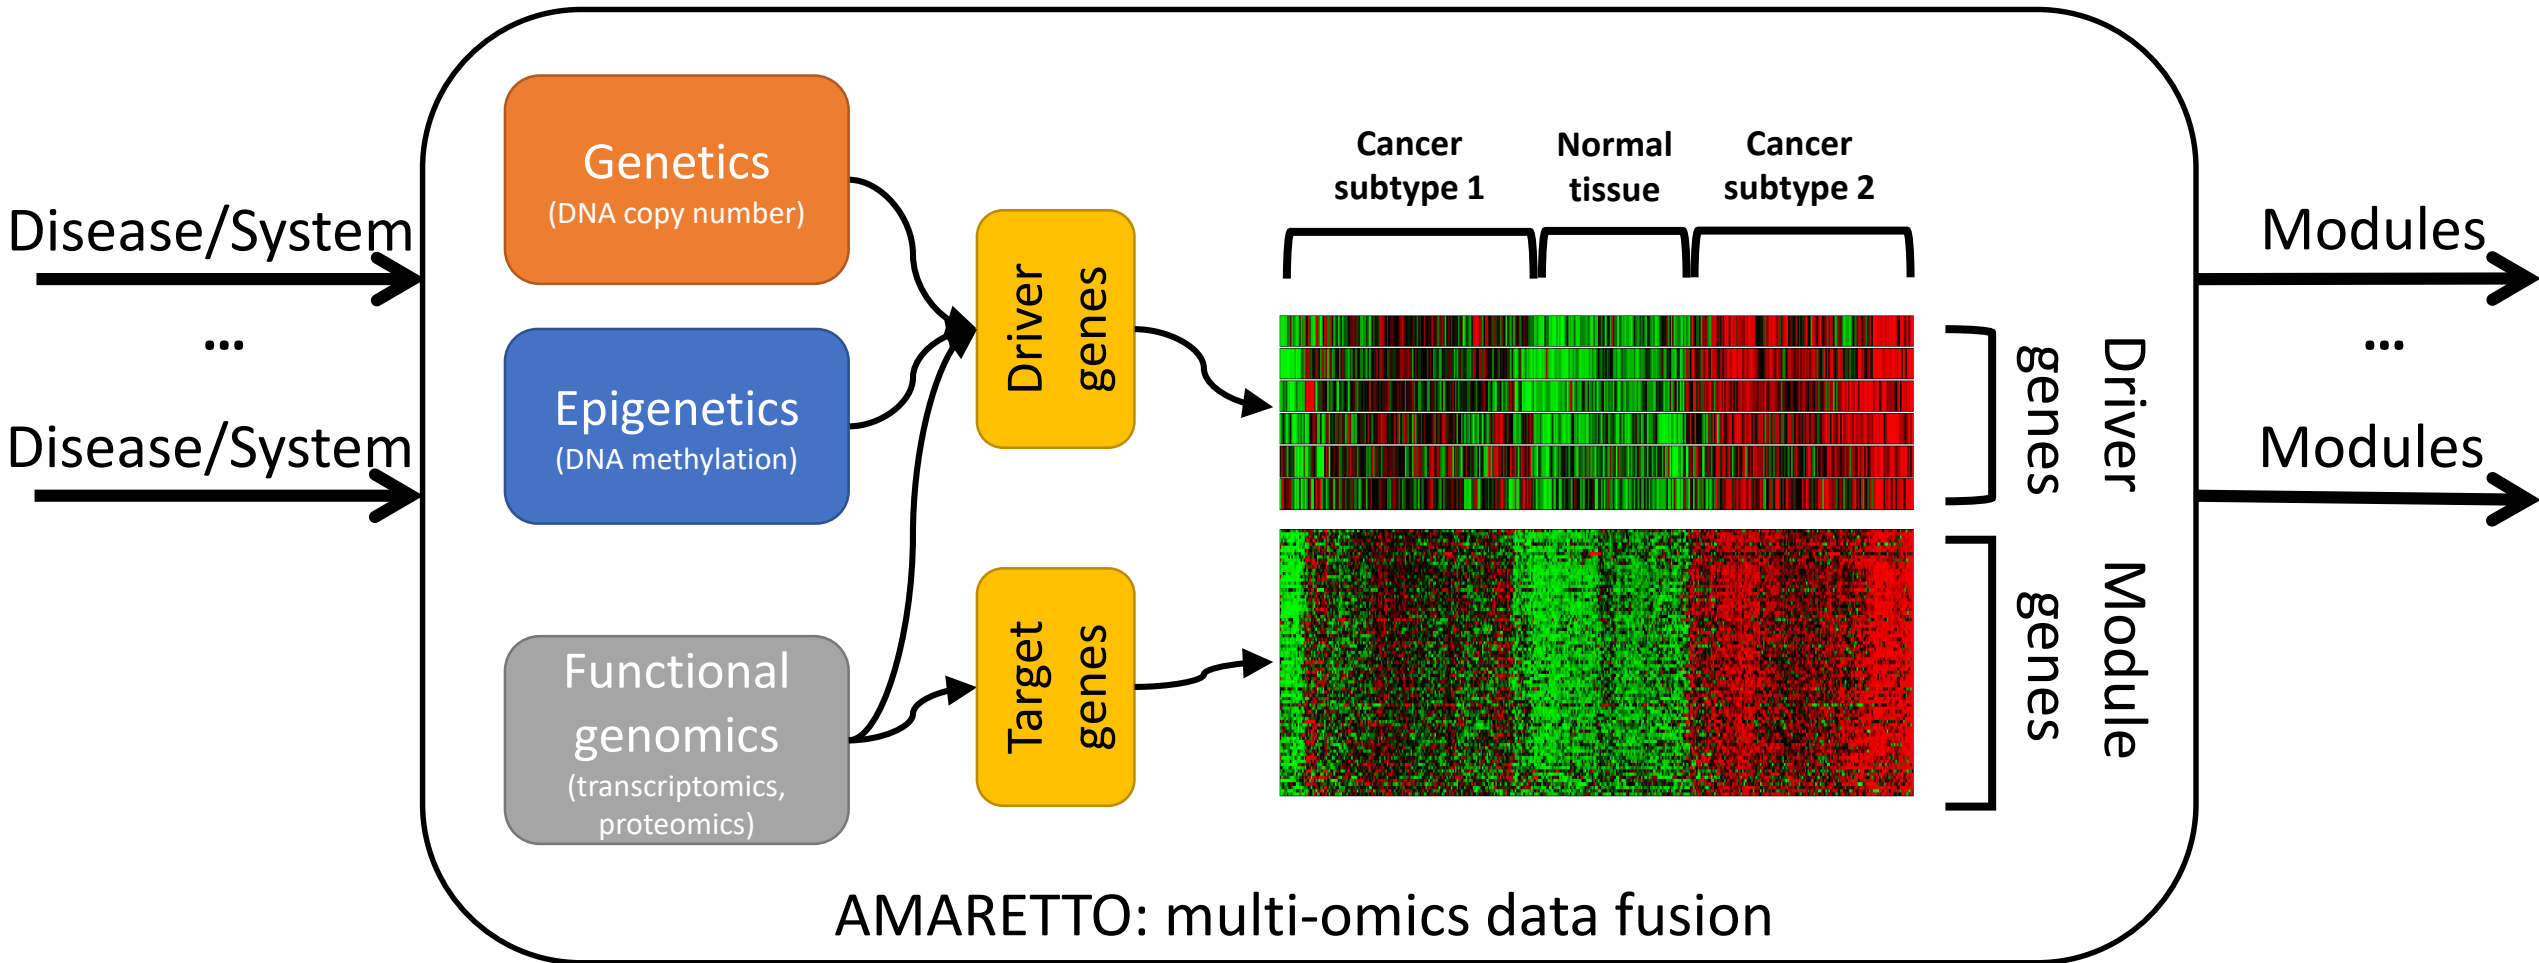 Disease/System
...
Disease/System
Genetics
(DNA copy number)
Epigenetics
(DNA methylation)
Functional
genomics
(transcriptomics,
proteomics)
Driver
genes
Target
genes
Cancer
subtype 1
Normal
tissue
Cancer
subtype 2
Driver
genes
Module
genes
Modules
...
Modules
AMARETTO: multi-omics data fusion